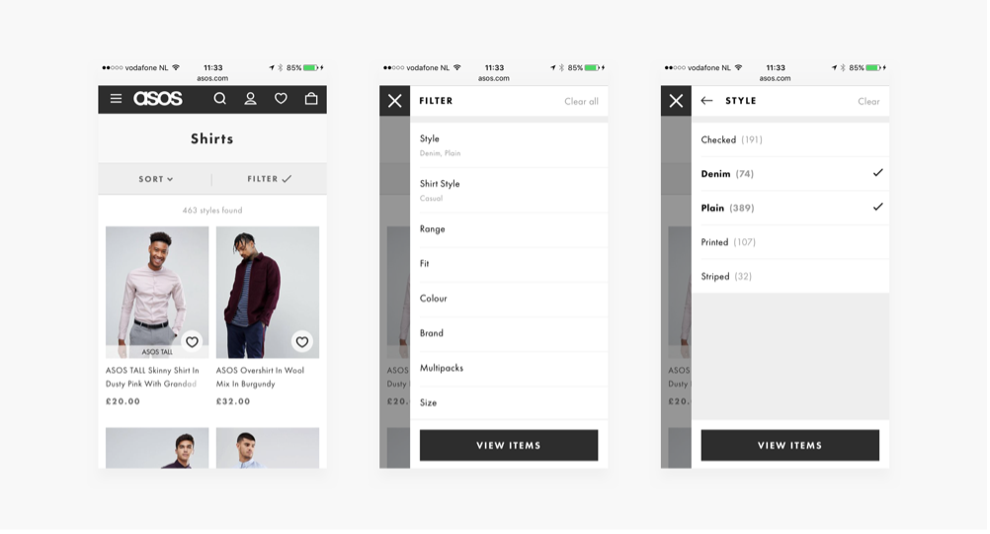 vodafone NL 11:33 85%
asos.com
asos
Shirts
SORT FILTER
463 styles found
ASOS TALL
ASOS TALL Skinny Shirt In
Dusty Pink With Grandad
£20.00
ASOS Overshirt In Wool
Mix In Burgundy
£32.00
vodafone NL 11:33 85%
asos.com
FILTER Clear all
Style
Denim, Plain
Shirt Style
Casual
Range
Fit
Colour
Brand
Multipacks
Size
ASOS
Dusty
£20.
VIEW ITEMS
vodafone NL 11:33 85%
asos.com
STYLE Clear
Checked (191)
Denim (74)
Plain (389)
Printed (107)
Striped (32)
ASOS
Dusty
£20.
VIEW ITEMS